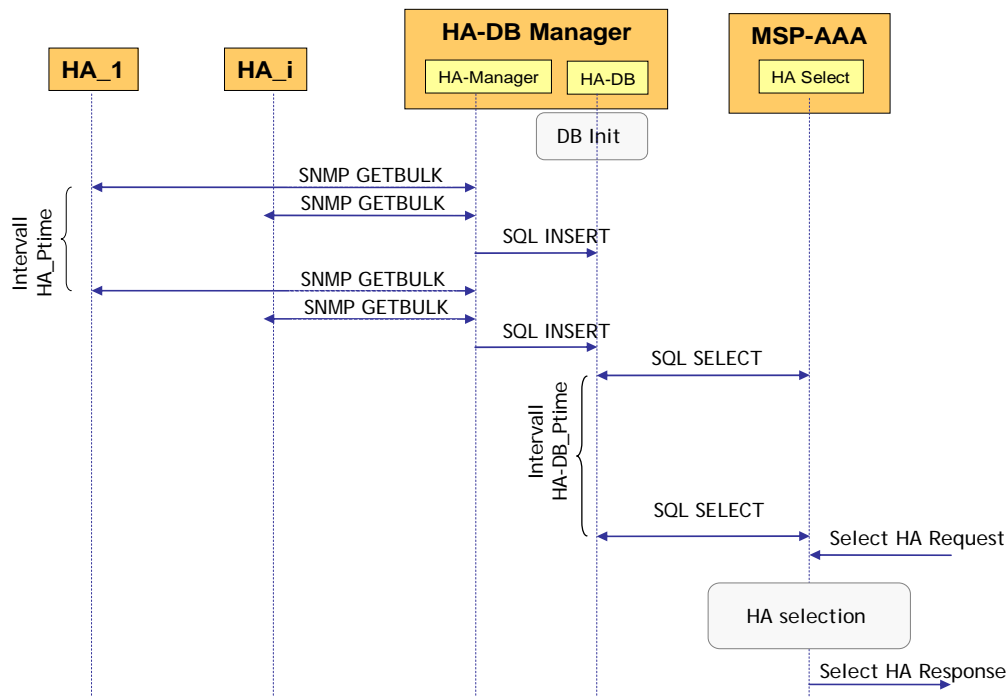 HA_1
HA_i
HA-DB Manager
HA-Manager
HA-DB
MSP-AAA
HA Select
DB Init
SNMP GETBULK
SNMP GETBULK
Intervall
HA_Ptime
SQL INSERT
SNMP GETBULK
SNMP GETBULK
SQL INSERT
SQL SELECT
Intervall
HA-DB_Ptime
SQL SELECT
Select HA Request
HA selection
Select HA Response